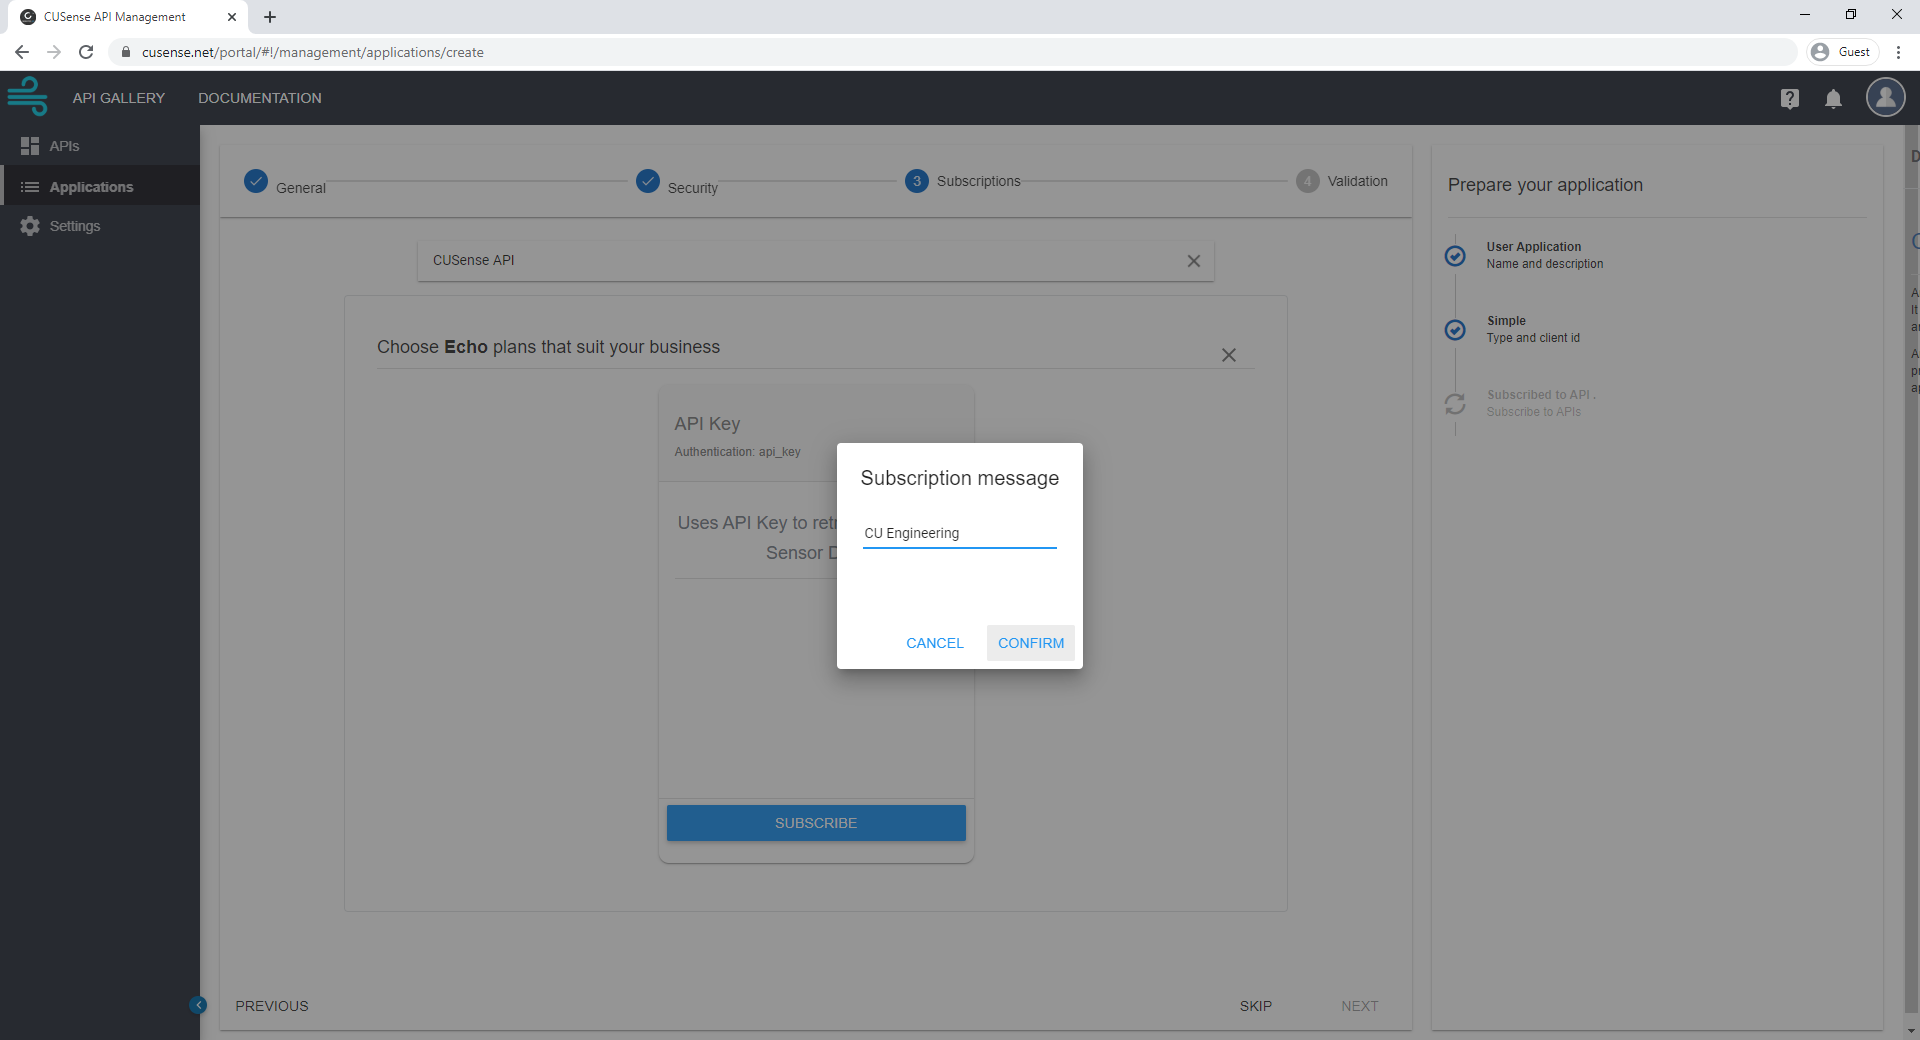 CUSense API Management
cusense.net/portal/#!/management/applications/create
Guest
API GALLERY
DOCUMENTATION
APIs
Applications
Settings
General
Security
3 Subscriptions
4 Validation
CUSense API
Choose Echo plans that suit your business
API Key
Authentication: api_key
Uses API Key to
Sensor
SUBSCRIBE
Subscription message
CU Engineering
CANCEL
CONFIRM
PREVIOUS
SKIP
NEXT
Prepare your application
User Application
Name and description
Simple
Type and client id
Subscribed to API .
Subscribe to APIs